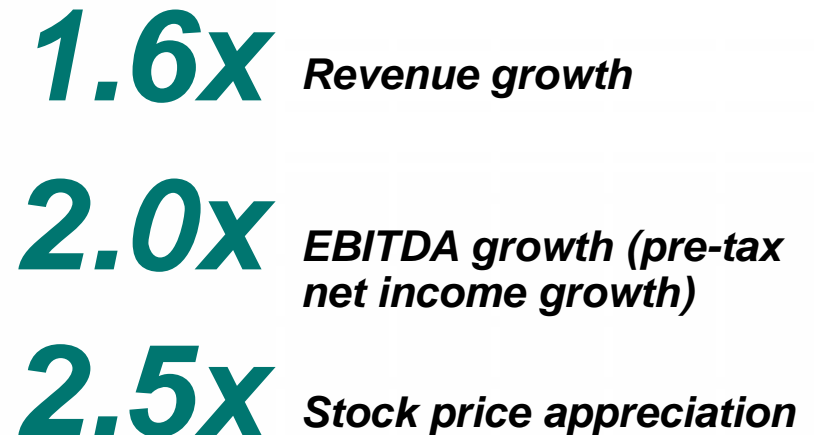 1.6x Revenue growth
2.0x EBITDA growth (pre-tax
net income growth)
2.5x Stock price appreciation